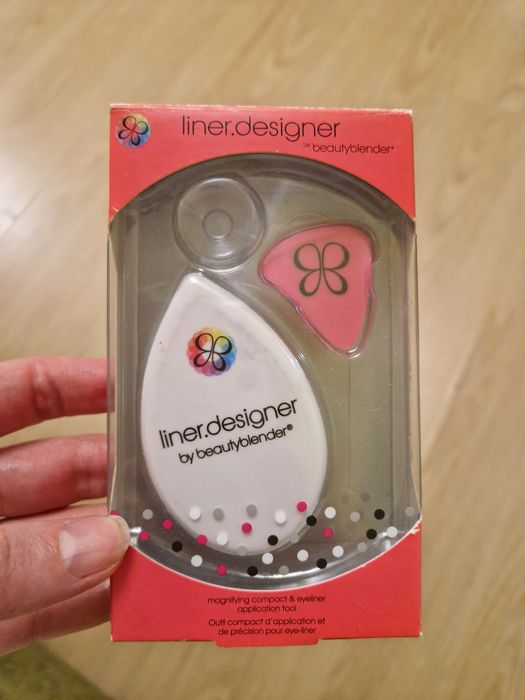 liner.designer
by beautyblender®
liner.designer
by beautyblender®
magnifying compact & eyeliner
application tool
Outil compact d'application et
de précision pour eye-liner